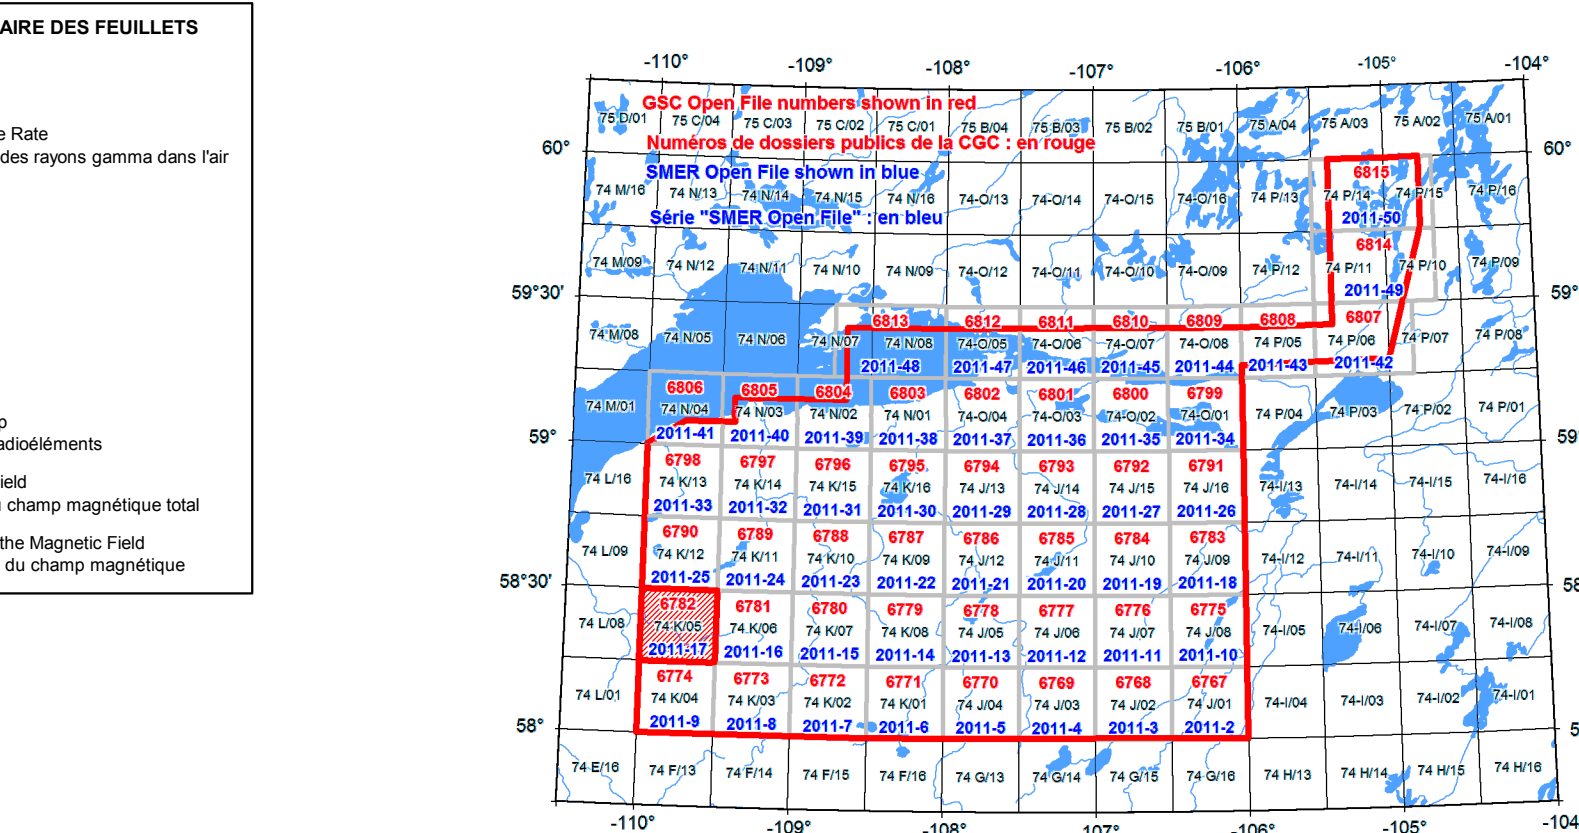 AIRE DES FEUILLETS
e Rate
des rayons gamma dans l'air
p
adioéléments
ield
u champ magnétique total
the Magnetic Field
du champ magnétique
-110° -109° -108° -107° -106° -105° -104°
GSC Open File numbers shown in red
75 D/01 75 C/04 75 C/03 75 C/02 75 C/01 75 B/04 75 B/03 75 B/02 75 B/01 75 A/04 75 A/03 75 A/02 75 A/01
Numéros de dossiers publics de la CGC : en rouge
60° 60°
SMER Open File shown in blue
6815
74 M/16 74 N/13 74 N/14 74 N/15 74 N/16 74-O/13 74-O/14 74-O/15 74-O/16 74 P/13 74 P/14 74 P/15 74 P/16
Série "SMER Open File" : en bleu
2011-50
6814
74 M/09 74 N/12 74 N/11 74 N/10 74 N/09 74-O/12 74-O/11 74-O/10 74-O/09 74 P/12 74 P/11 74 P/10 74 P/09
2011-49
59°30' 59°
6813 6812 6811 6810 6809 6808 6807
74 M/08 74 N/05 74 N/06 74 N/07 74 N/08 74-O/05 74-O/06 74-O/07 74-O/08 74 P/05 74 P/06 74 P/07 74 P/08
2011-48 2011-47 2011-46 2011-45 2011-44 2011-43 2011-42
6806 6805 6804 6803 6802 6801 6800 6799
74 M/01 74 N/04 74 N/03 74 N/02 74 N/01 74-O/04 74-O/03 74-O/02 74-O/01 74 P/04 74 P/03 74 P/02 74 P/01
2011-41 2011-40 2011-39 2011-38 2011-37 2011-36 2011-35 2011-34
59° 59°
6798 6797 6796 6795 6794 6793 6792 6791
74 L/16 74 K/13 74 K/14 74 K/15 74 K/16 74 J/13 74 J/14 74 J/15 74 J/16 74-I/13 74-I/14 74-I/15 74-I/16
2011-33 2011-32 2011-31 2011-30 2011-29 2011-28 2011-27 2011-26
6790 6789 6788 6787 6786 6785 6784 6783
74 L/09 74 K/12 74 K/11 74 K/10 74 K/09 74 J/12 74 J/11 74 J/10 74 J/09 74-I/12 74-I/11 74-I/10 74-I/09
2011-25 2011-24 2011-23 2011-22 2011-21 2011-20 2011-19 2011-18
58°30' 58
6782 6781 6780 6779 6778 6777 6776 6775
74 L/08 74 K/05 74 K/06 74 K/07 74 K/08 74 J/05 74 J/06 74 J/07 74 J/08 74-I/05 74-I/06 74-I/07 74-I/08
2011-17 2011-16 2011-15 2011-14 2011-13 2011-12 2011-11 2011-10
6774 6773 6772 6771 6770 6769 6768 6767
74 L/01 74 K/04 74 K/03 74 K/02 74 K/01 74 J/04 74 J/03 74 J/02 74 J/01 74-I/04 74-I/03 74-I/02 74-I/01
2011-9 2011-8 2011-7 2011-6 2011-5 2011-4 2011-3 2011-2
58° 5
74 E/16 74 F/13 74 F/14 74 F/15 74 F/16 74 G/13 74 G/14 74 G/15 74 G/16 74 H/13 74 H/14 74 H/15 74 H/16
-110° -109° -108° -107° -106° -105° -104